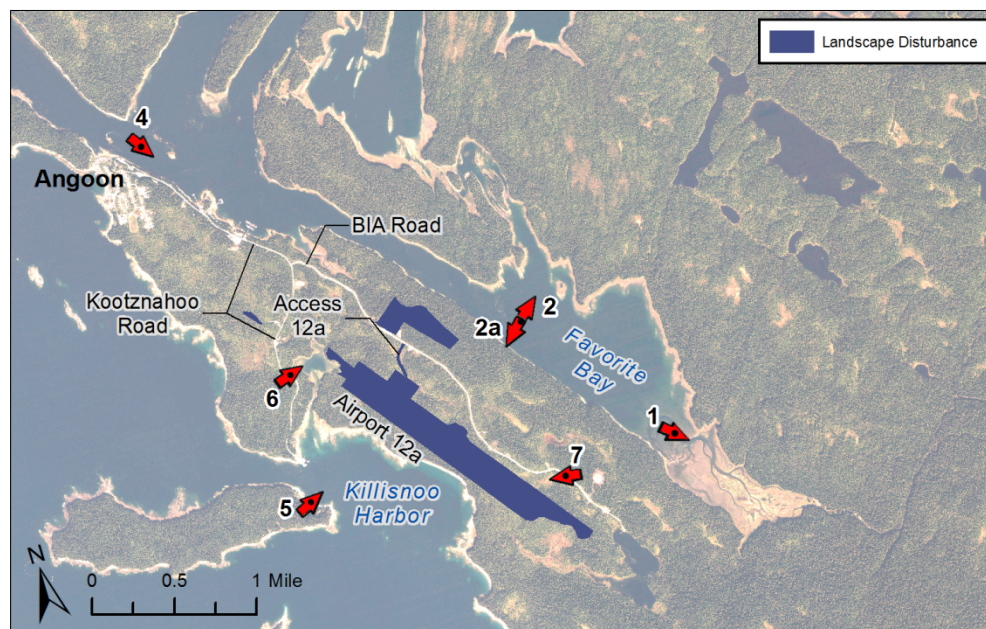 Landscape Disturbance
4
Angoon
BIA Road
Kootznahoo
Road
Access
12a
2
2a
Favorite
Bay
6
Airport 12a
1
7
5
Killisnoo
Harbor
N
0 0.5 1 Mile